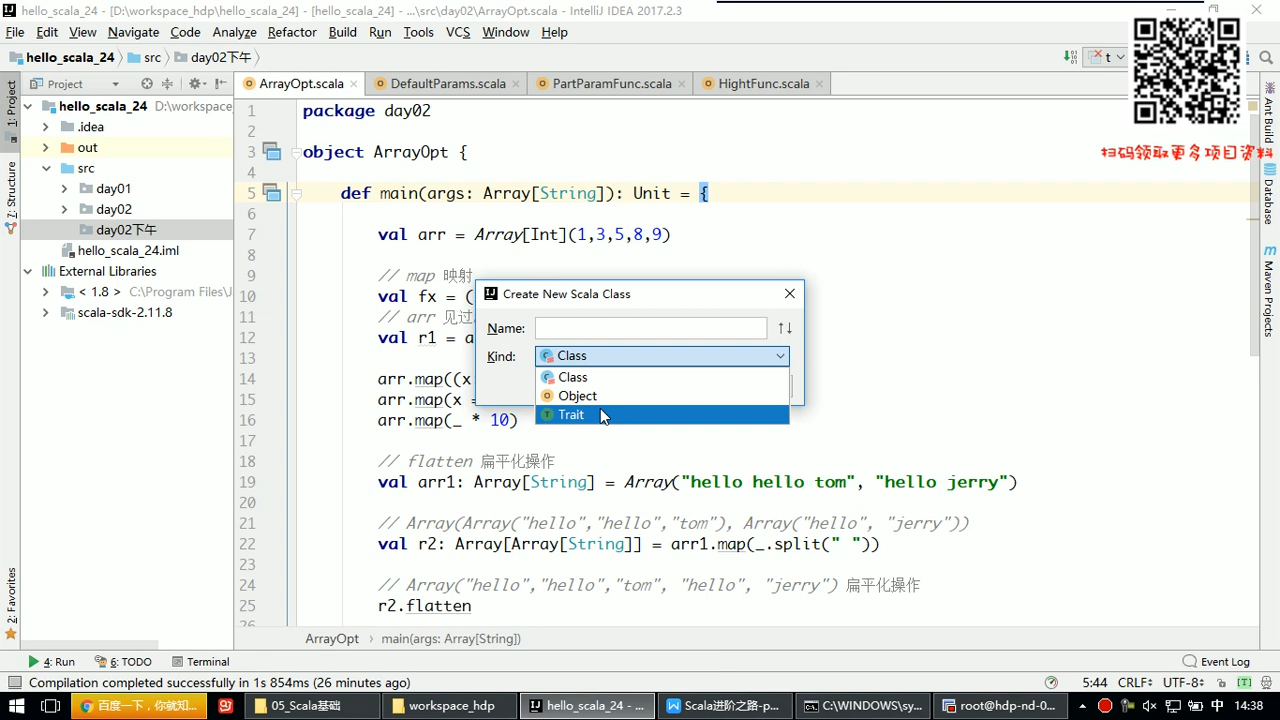 hello_scala_24 - [D:\workspace_hdp\hello_scala_24] - [hello_scala_24] - ...\src\day02\ArrayOpt.scala - IntelliJ IDEA 2017.2.3
File Edit View Navigate Code Analyze Refactor Build Run Tools VCS Window Help
hello_scala_24 src day02下午
t
扫码领取更多项目资料
Project
ArrayOpt.scala DefaultParams.scala PartParamFunc.scala HightFunc.scala
1: Project
Z: Structure
2: Favorites
hello_scala_24 D:\workspace_
.idea
out
src
day01
day02
day02下午
hello_scala_24.iml
External Libraries
< 1.8 > C:\Program Files\J
scala-sdk-2.11.8
1 package day02
2
3 object ArrayOpt {
4
5 def main(args: Array[String]): Unit = {
6
7 val arr = Array[Int](1,3,5,8,9)
8
9 // map 映射
10 val fx = (
11 // arr 见过
12 val r1 = a
13
14 arr.map((x
15 arr.map(x =
16 arr.map(_ * 10)
17
18 // flatten 扁平化操作
19 val arr1: Array[String] = Array("hello hello tom", "hello jerry")
20
21 // Array(Array("hello","hello","tom"), Array("hello", "jerry"))
22 val r2: Array[Array[String]] = arr1.map(_.split(" "))
23
24 // Array("hello","hello","tom", "hello", "jerry") 扁平化操作
25 r2.flatten
26
Create New Scala Class
Name:
Kind: Class
Class
Object
Trait
Ant Build
Database
Maven Projects
ArrayOpt main(args: Array[String])
4: Run 6: TODO Terminal Event Log
Compilation completed successfully in 1s 854ms (26 minutes ago) 5:44 CRLF UTF-8
百度一下，你就知... 05_Scala基础 workspace_hdp hello_scala_24 - ... Scala进阶之路-p... C:\WINDOWS\sy... root@hdp-nd-0... 中 14:38